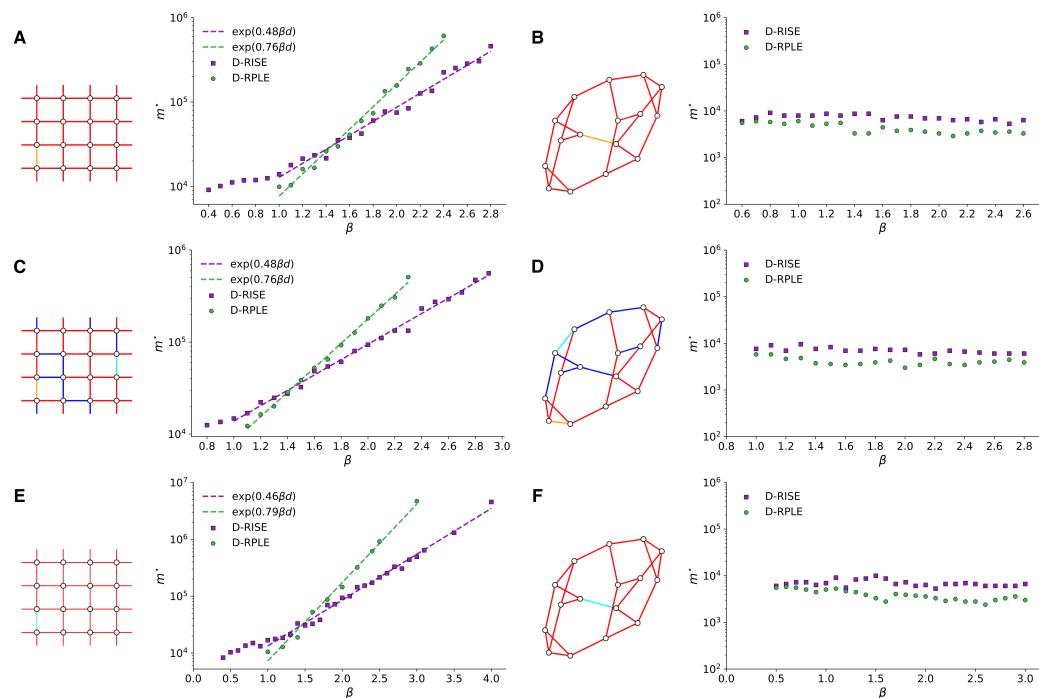 A
10^6
10^5
10^4
m*
exp(0.48βd)
exp(0.76βd)
D-RISE
D-RPLE
0.4 0.6 0.8 1.0 1.2 1.4 1.6 1.8 2.0 2.2 2.4 2.6 2.8
β
B
10^6
10^5
10^4
10^3
10^2
m*
D-RISE
D-RPLE
0.6 0.8 1.0 1.2 1.4 1.6 1.8 2.0 2.2 2.4 2.6
β
C
10^6
10^5
10^4
m*
exp(0.48βd)
exp(0.76βd)
D-RISE
D-RPLE
0.6 0.8 1.0 1.2 1.4 1.6 1.8 2.0 2.2 2.4 2.6 2.8 3.0
β
D
10^6
10^5
10^4
10^3
10^2
m*
D-RISE
D-RPLE
0.8 1.0 1.2 1.4 1.6 1.8 2.0 2.2 2.4 2.6 2.8
β
E
10^7
10^6
10^5
10^4
m*
exp(0.46βd)
exp(0.79βd)
D-RISE
D-RPLE
0.0 0.5 1.0 1.5 2.0 2.5 3.0 3.5 4.0
β
F
10^6
10^5
10^4
10^3
10^2
m*
D-RISE
D-RPLE
0.0 0.5 1.0 1.5 2.0 2.5 3.0
β